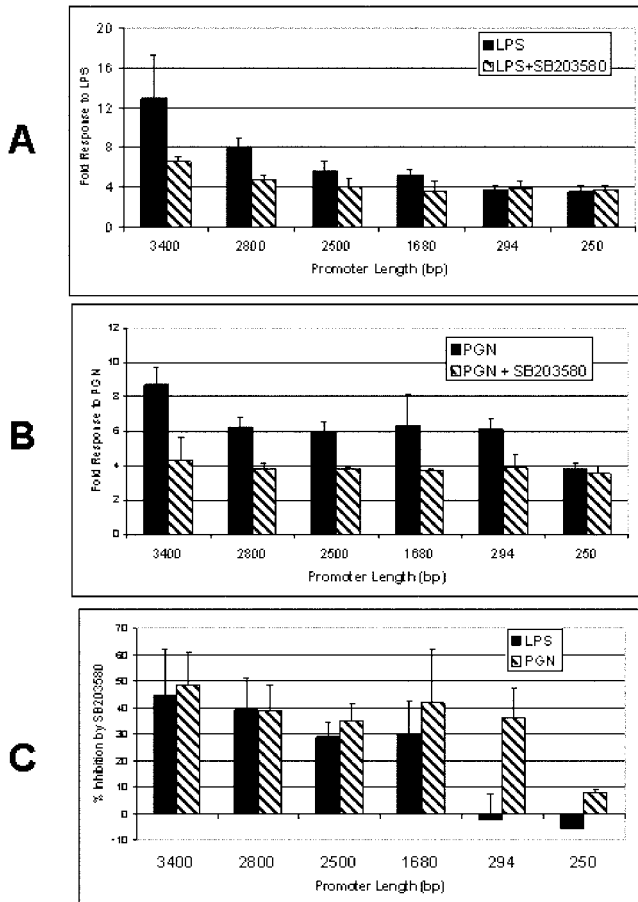 A
Fold Response to LPS
20
16
12
8
4
0
LPS
LPS+SB203580
3400 2800 2500 1680 294 250
Promoter Length (bp)
B
Fold Response to PGN
12
10
8
6
4
2
0
PGN
PGN + SB203580
3400 2800 2500 1680 294 250
Promoter Length (bp)
C
% Inhibition by SB203580
70
60
50
40
30
20
10
0
-10
LPS
PGN
3400 2800 2500 1680 294 250
Promoter Length (bp)